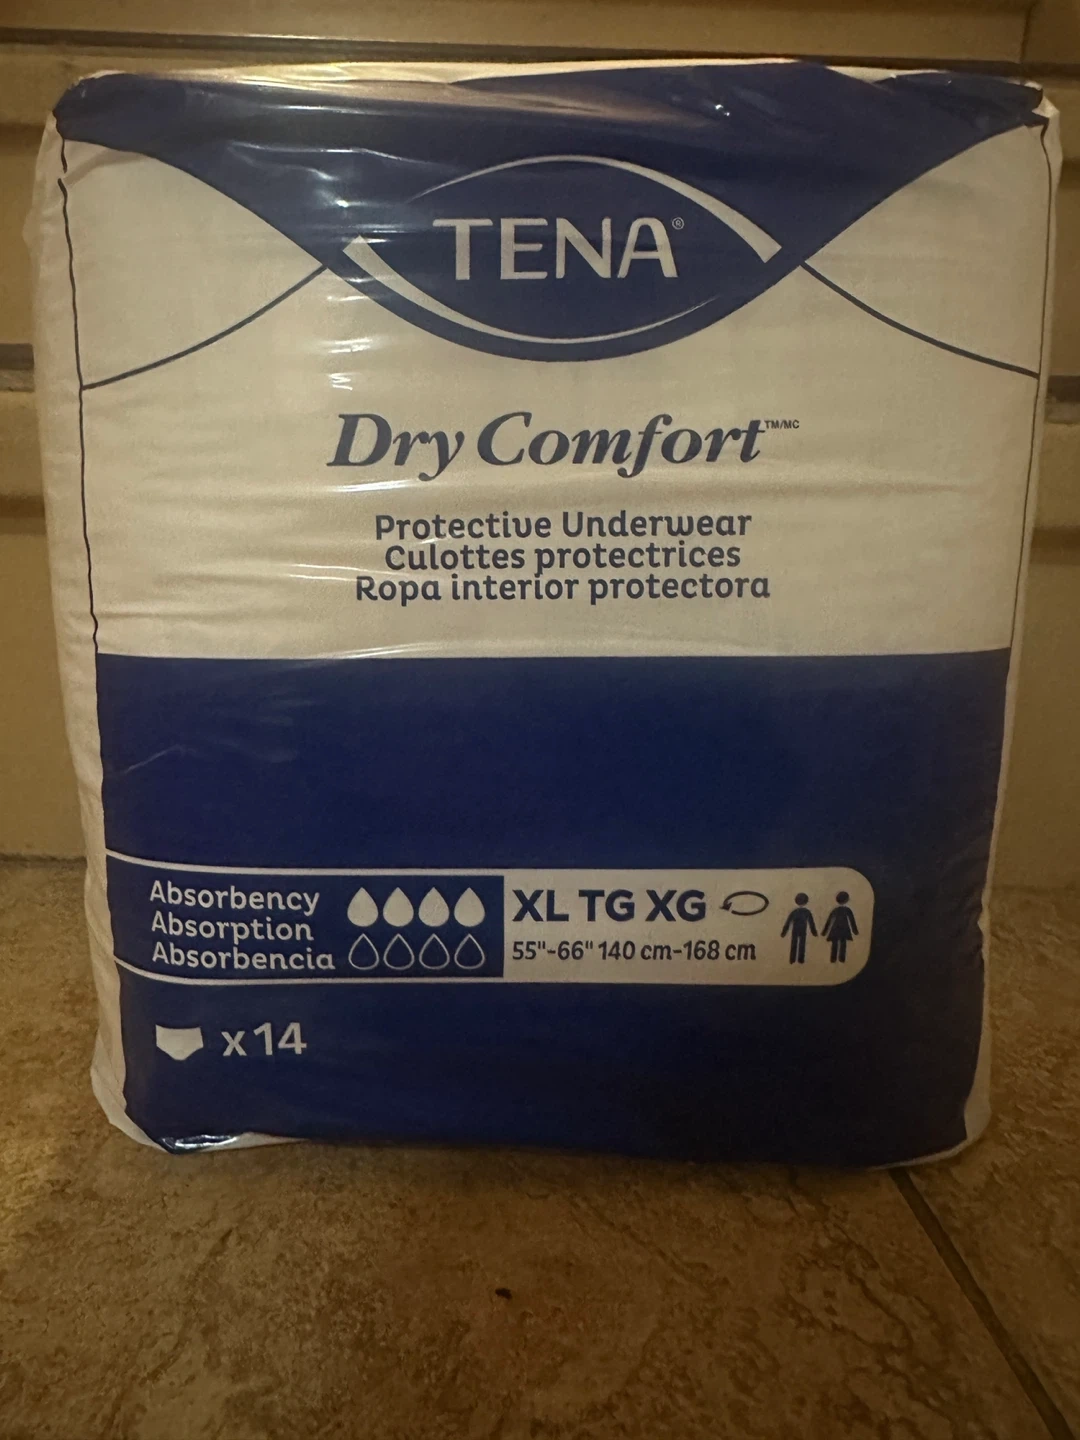 TENA®
Dry Comfort™/MC
Protective Underwear
Culottes protectrices
Ropa interior protectora
Absorbency
Absorption
Absorbencia
XL TG XG
55"-66" 140 cm-168 cm
x14